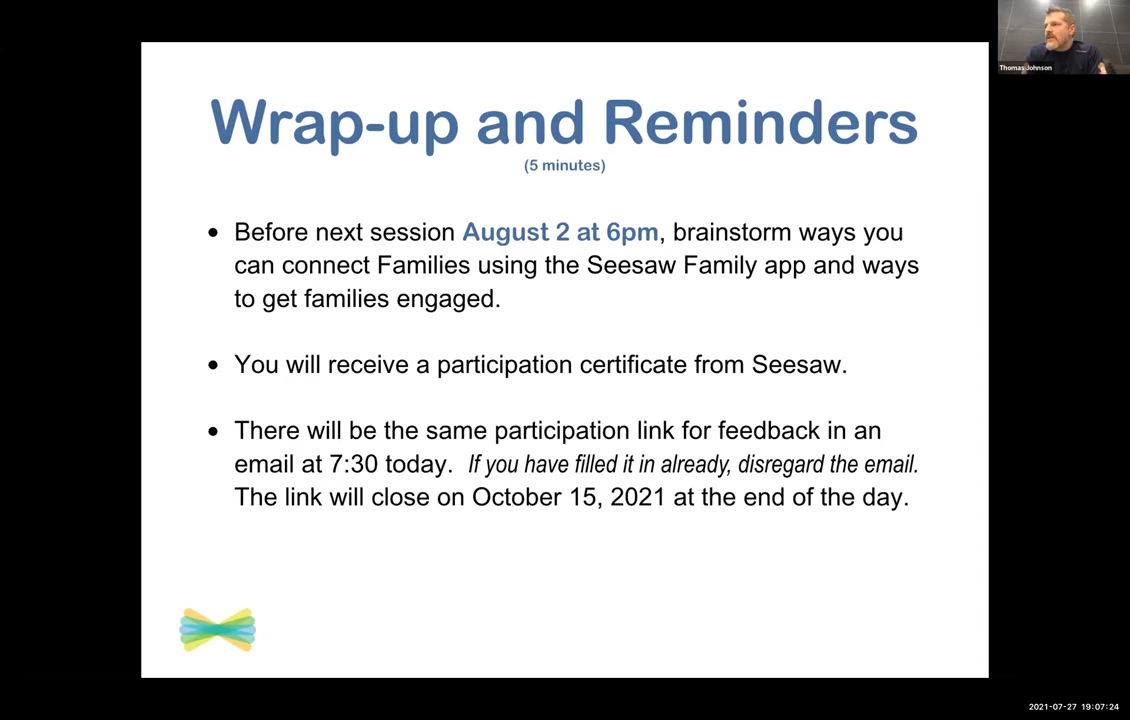 Thomas Johnson
Wrap-up and Reminders
(5 minutes)
• Before next session August 2 at 6pm, brainstorm ways you
can connect Families using the Seesaw Family app and ways
to get families engaged.
• You will receive a participation certificate from Seesaw.
• There will be the same participation link for feedback in an
email at 7:30 today. If you have filled it in already, disregard the email.
The link will close on October 15, 2021 at the end of the day.
2021-07-27 19:07:24